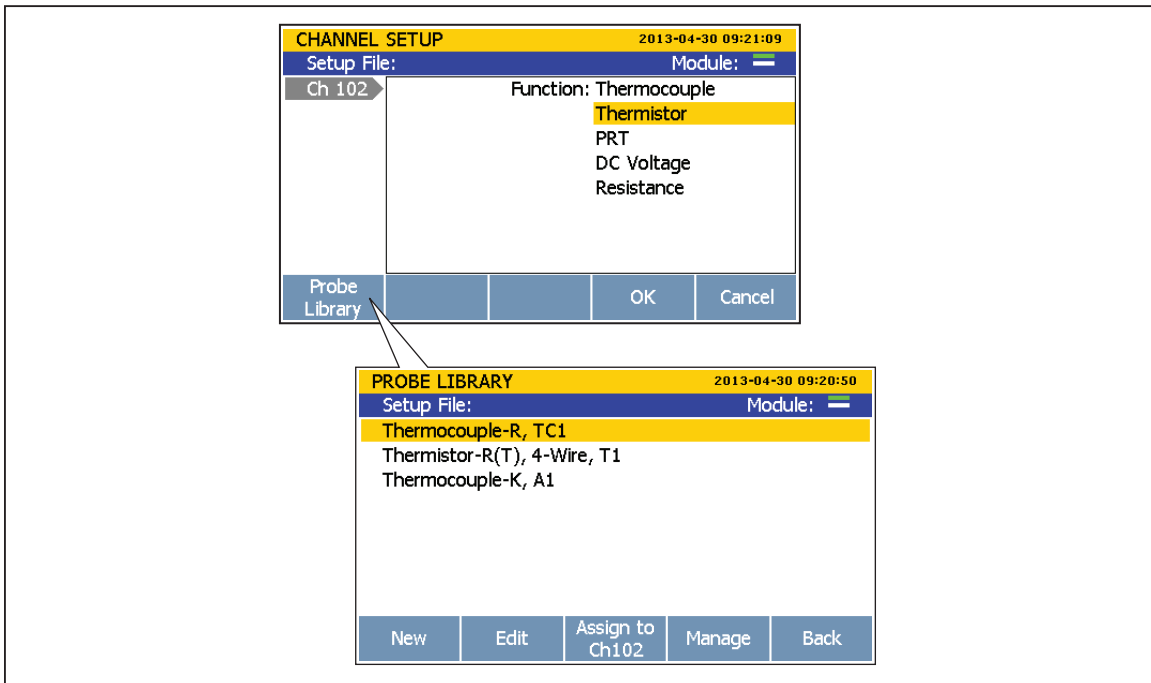 CHANNEL SETUP 2013-04-30 09:21:09
Setup File: Module:
Ch 102
Function: Thermocouple
Thermistor
PRT
DC Voltage
Resistance
Probe
Library
OK
Cancel
PROBE LIBRARY 2013-04-30 09:20:50
Setup File: Module:
Thermocouple-R, TC1
Thermistor-R(T), 4-Wire, T1
Thermocouple-K, A1
New
Edit
Assign to
Ch102
Manage
Back